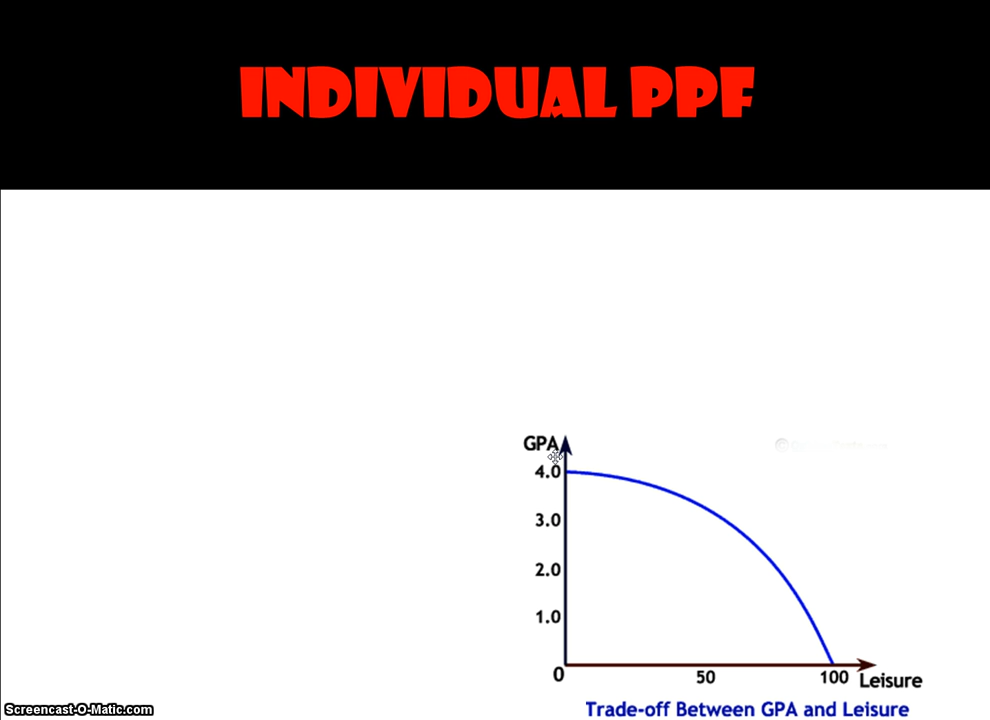 INDIVIDUAL PPF
GPA
4.0
3.0
2.0
1.0
0
50
100
Leisure
Trade-off Between GPA and Leisure
Screencast-O-Matic.com